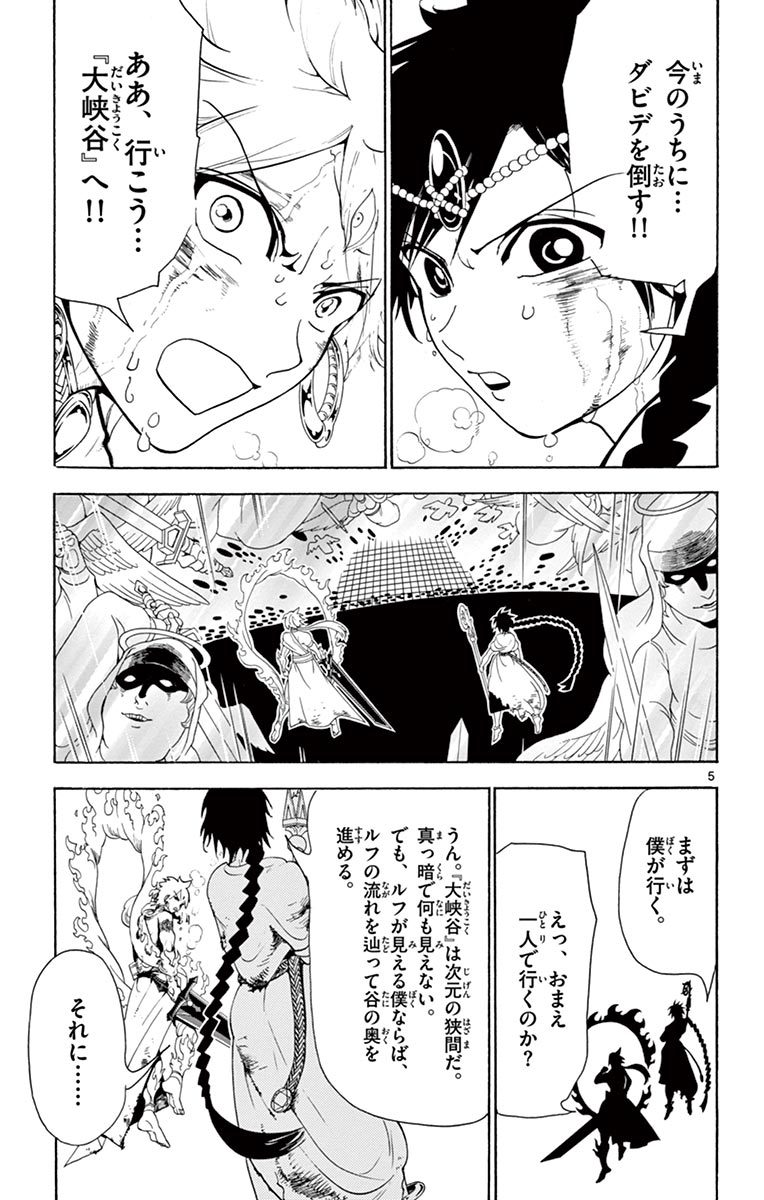 今のうちに…
ダビデを倒す!!
ああ、行こう…
『大峡谷』へ!!
5
まずは
僕が行く。
えっ、おまえ
一人で行くのか?
うん。『大峡谷』は次元の狭間だ。
真っ暗で何も見えない。
でも、ルフが見える僕ならば、
ルフの流れを辿って谷の奥を
進める。
それに……